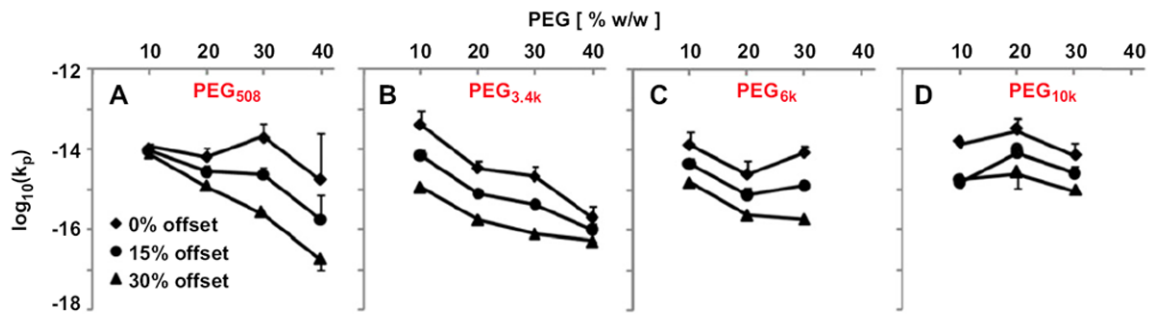 PEG [ % w/w ]
10 20 30 40 10 20 30 40 10 20 30 40 10 20 30 40
-12
A PEG508 B PEG3.4k C PEG6k D PEG10k
-14
log10(kp)
-16
0% offset
15% offset
30% offset
-18